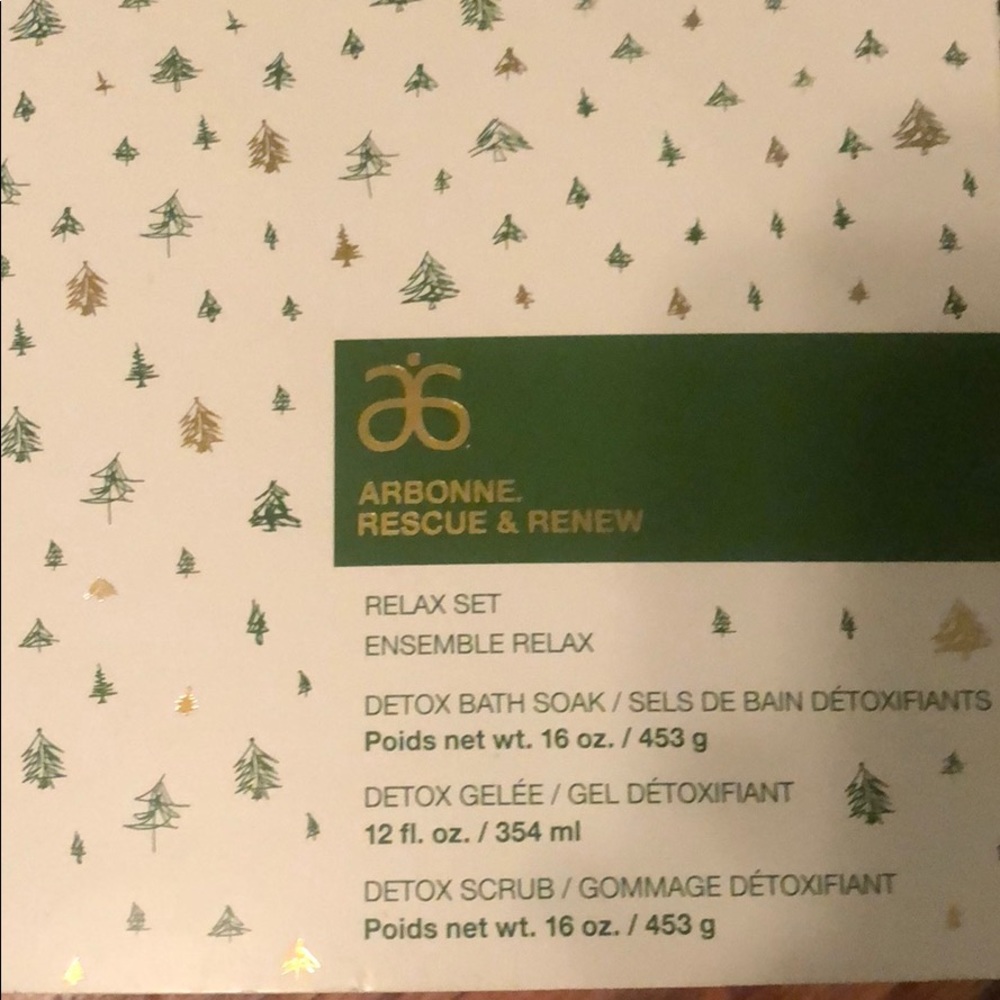 ARBONNE.
RESCUE & RENEW
RELAX SET
ENSEMBLE RELAX
DETOX BATH SOAK / SELS DE BAIN DÉTOXIFIANTS
Poids net wt. 16 oz. / 453 g
DETOX GELÉE / GEL DÉTOXIFIANT
12 fl. oz. / 354 ml
DETOX SCRUB / GOMMAGE DÉTOXIFIANT
Poids net wt. 16 oz. / 453 g